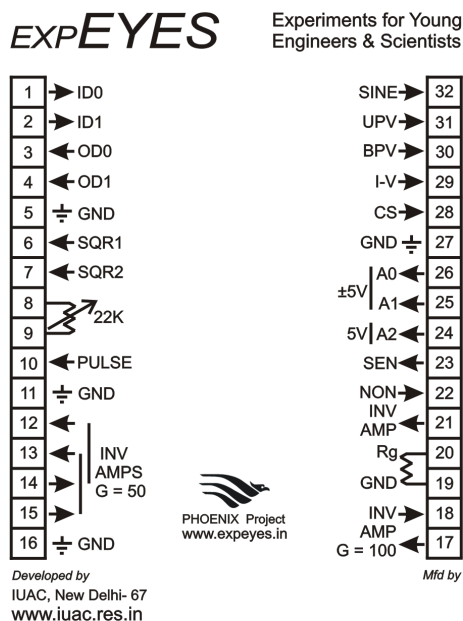 EXPEYES
Experiments for Young
Engineers & Scientists
1 ID0
2 ID1
3 OD0
4 OD1
5 GND
6 SQR1
7 SQR2
8
22K
9
10 PULSE
11 GND
12
13 INV
AMPS
14
G = 50
15
16 GND
SINE 32
UPV 31
BPV 30
I-V 29
CS 28
GND 27
A0 26
±5V
A1 25
5V A2 24
SEN 23
NON 22
INV
AMP 21
Rg 20
GND 19
INV 18
AMP
G = 100 17
PHOENIX Project
www.expeyes.in
Developed by
IUAC, New Delhi- 67
www.iuac.res.in
Mfd by